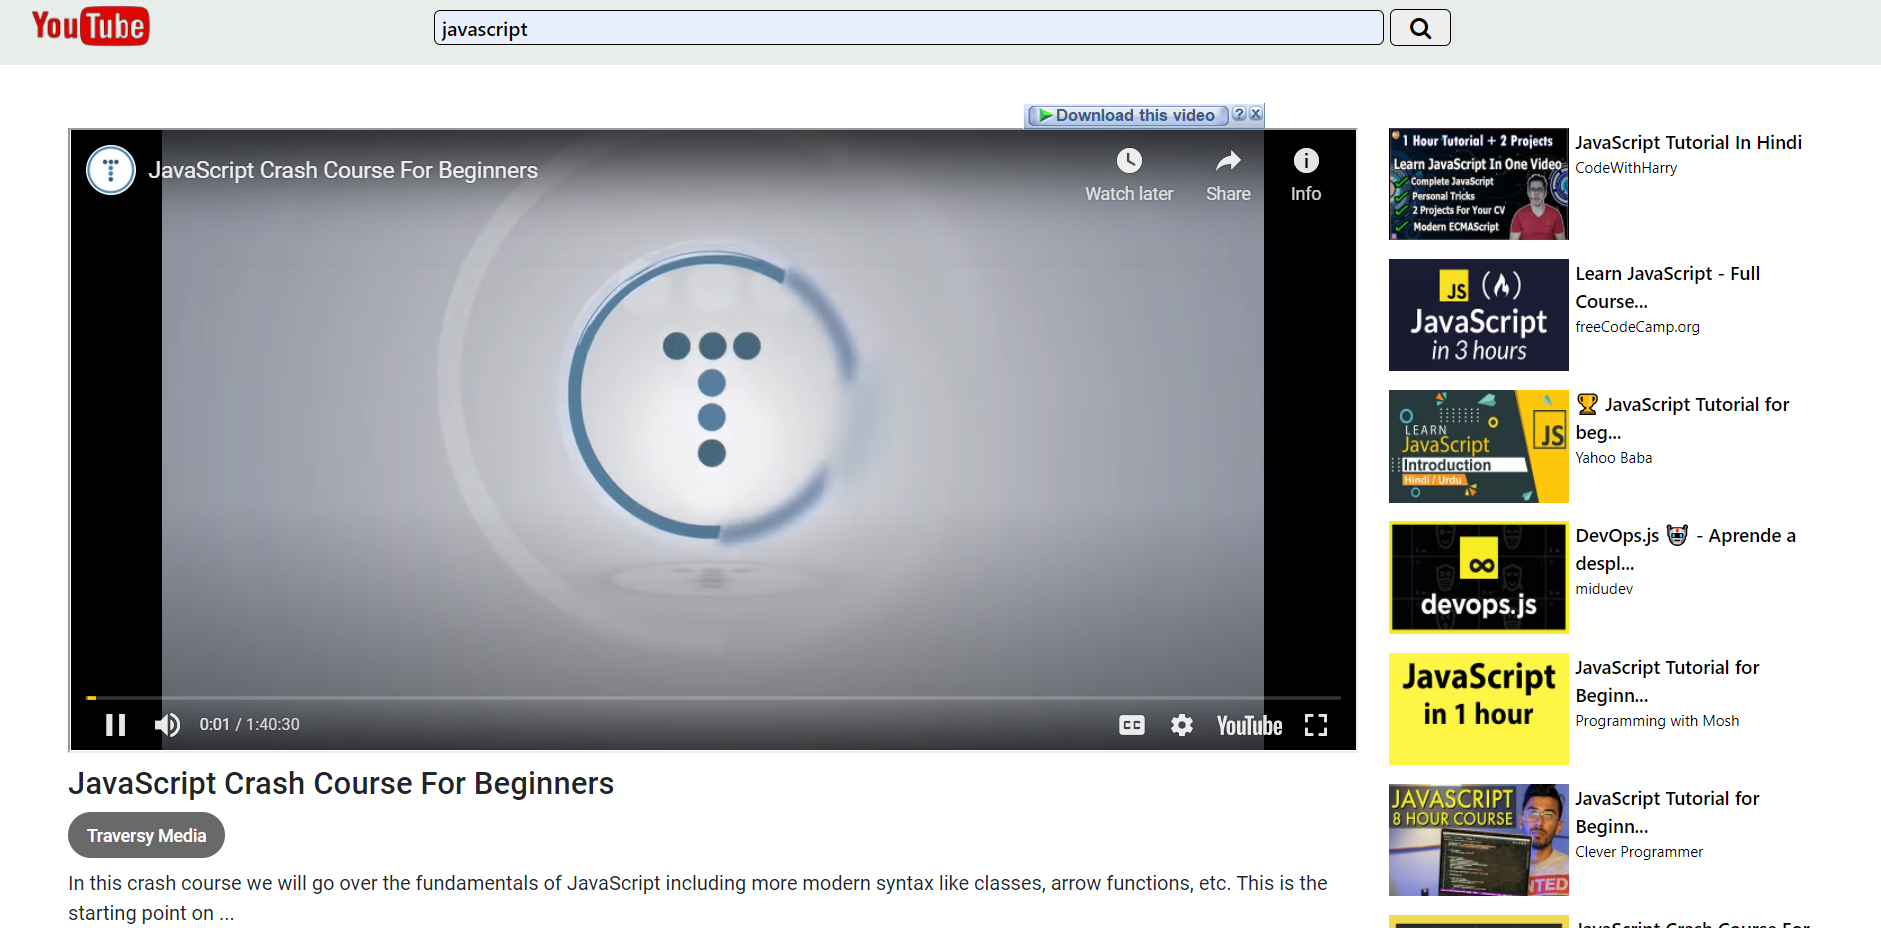 YouTube
javascript
Download this video ? x
JavaScript Crash Course For Beginners
Watch later
Share
Info
0:01 / 1:40:30
CC
YouTube
JavaScript Crash Course For Beginners
Traversy Media
In this crash course we will go over the fundamentals of JavaScript including more modern syntax like classes, arrow functions, etc. This is the
starting point on ...
1 Hour Tutorial + 2 Projects
Learn JavaScript In One Video
Complete JavaScript
Personal Tricks
2 Projects For Your CV
Modern ECMAScript
JavaScript Tutorial In Hindi
CodeWithHarry
JS
JavaScript
in 3 hours
Learn JavaScript - Full
Course...
freeCodeCamp.org
LEARN
JavaScript
Introduction
Hindi / Urdu
JS
🏆 JavaScript Tutorial for
beg...
Yahoo Baba
devops.js
DevOps.js 🤖 - Aprende a
despl...
midudev
JavaScript
in 1 hour
JavaScript Tutorial for
Beginn...
Programming with Mosh
JAVASCRIPT
8 HOUR COURSE
JavaScript Tutorial for
Beginn...
Clever Programmer
JavaScript Crash Course For